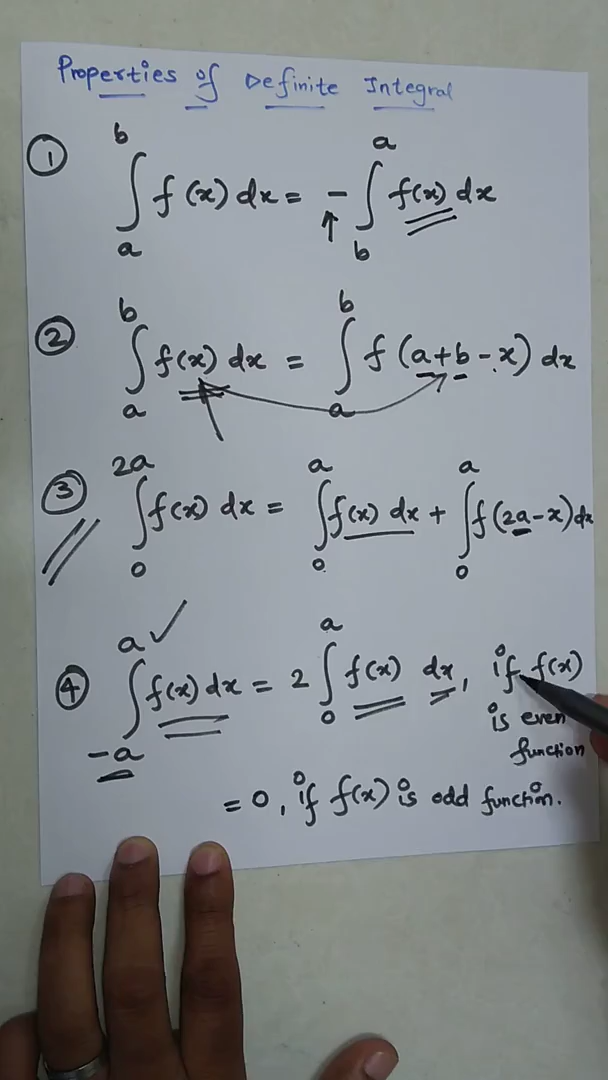 Properties of Definite Integral
① ∫_a^b f(x) dx = - ∫_b^a f(x) dx
② ∫_a^b f(x) dx = ∫_a^b f(a+b-x) dx
③ ∫_0^{2a} f(x) dx = ∫_0^a f(x) dx + ∫_0^a f(2a-x) dx
④ ∫_{-a}^a f(x) dx = 2 ∫_0^a f(x) dx, if f(x)
is even
function
= 0, if f(x) is odd function.